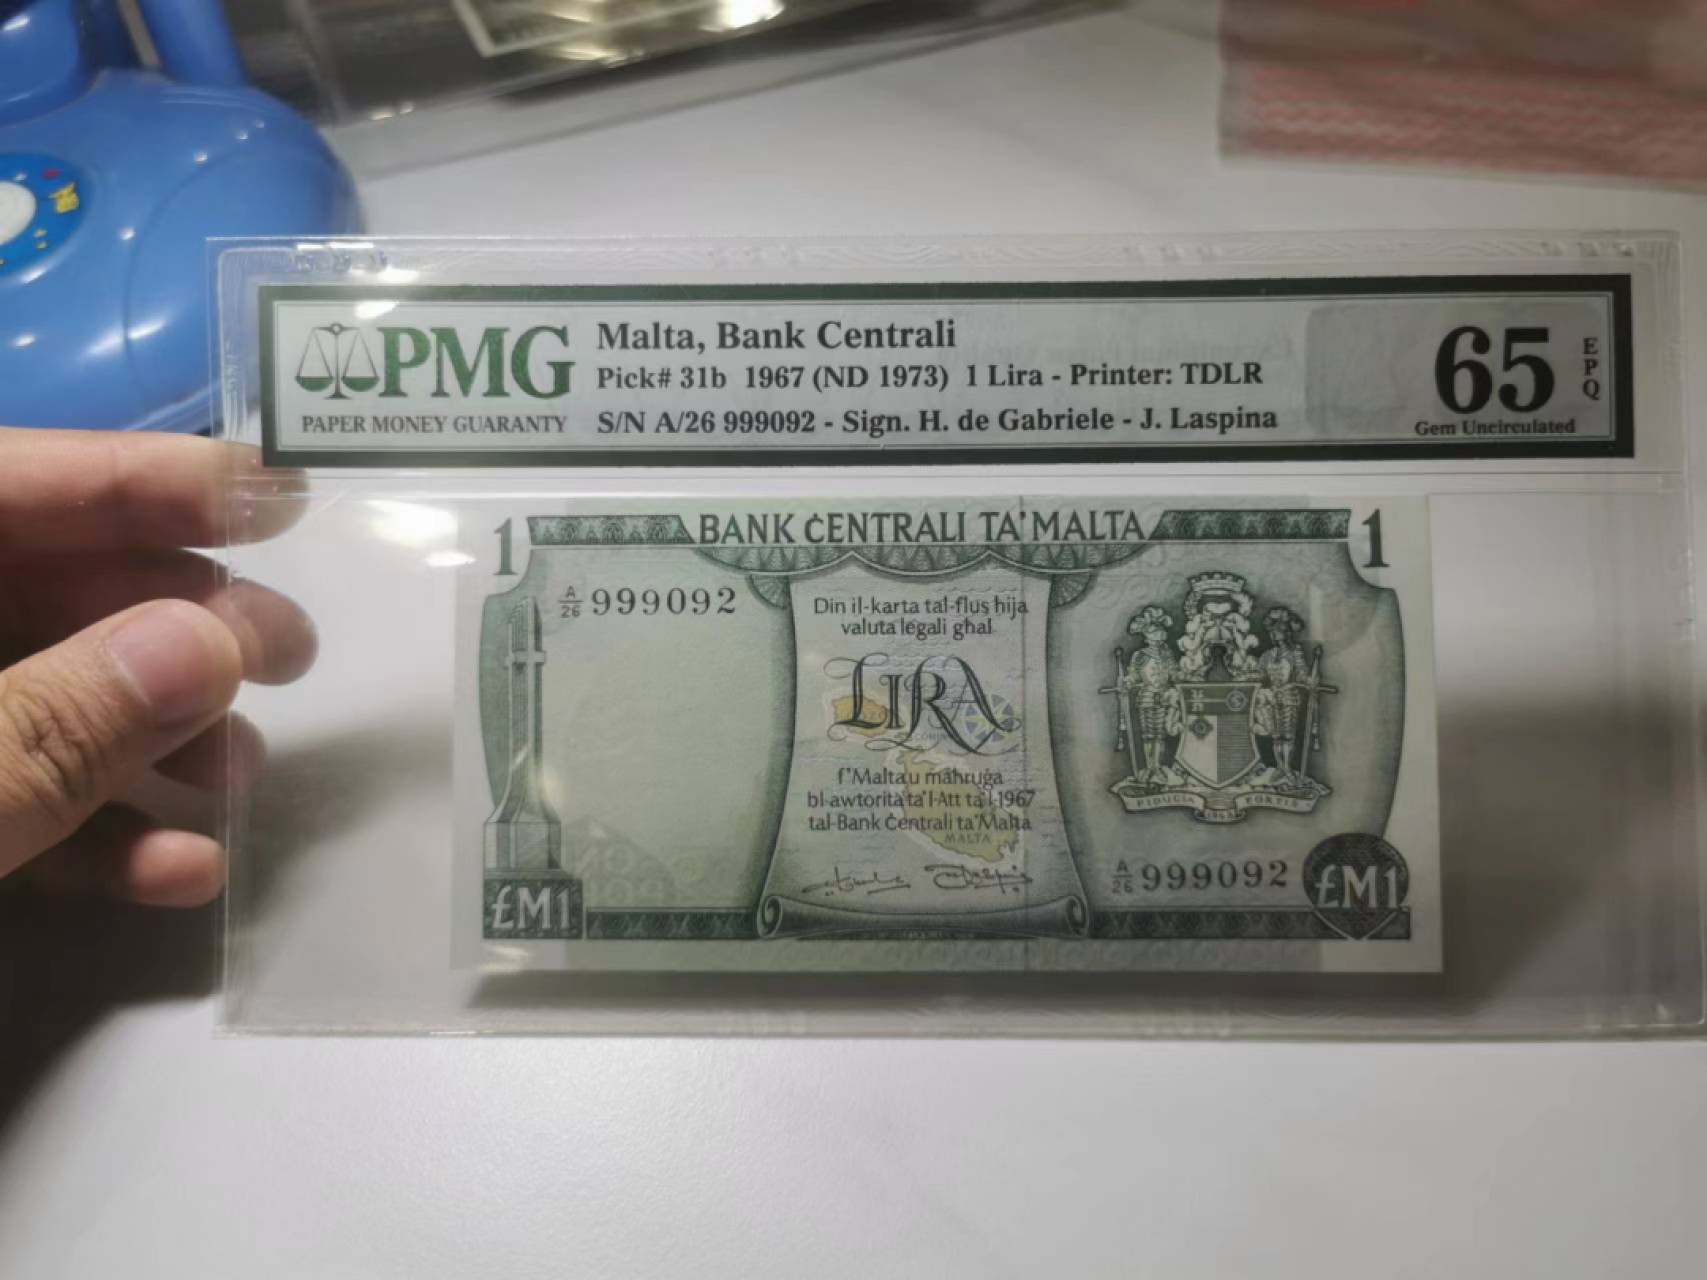 PMG
PAPER MONEY GUARANTY
Malta, Bank Centrali
Pick# 31b 1967 (ND 1973) 1 Lira - Printer: TDLR
S/N A/26 999092 - Sign. H. de Gabriele - J. Laspina
65
EPQ
Gem Uncirculated
1 BANK ĊENTRALI TA' MALTA 1
A/26 999092
Din il-karta tal-flus hija
valuta legali għal
LIRA
f'Malta u maħruġa
bl-awtorità ta' l-Att ta' l-1967
tal-Bank Ċentrali ta' Malta
MALTA
FORTIS
A/26 999092
£M1
£M1